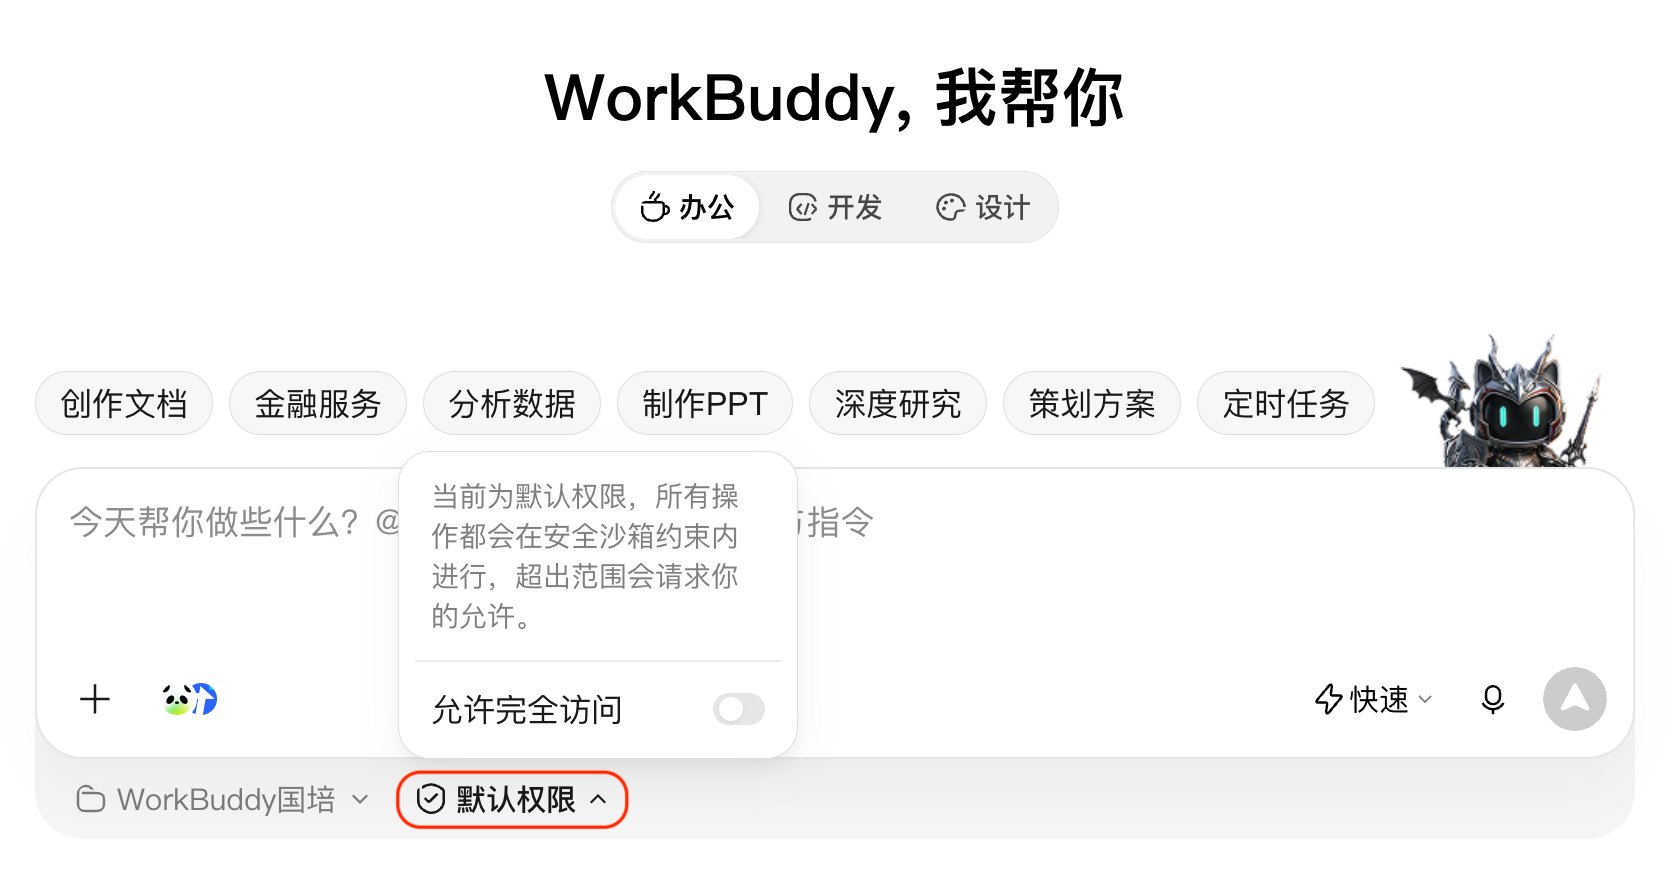 WorkBuddy, 我帮你
办公
开发
设计
创作文档
金融服务
分析数据
制作PPT
深度研究
策划方案
定时任务
今天帮你做些什么？@
指令
当前为默认权限，所有操
作都会在安全沙箱约束内
进行，超出范围会请求你
的允许。
允许完全访问
快速
WorkBuddy国培
默认权限